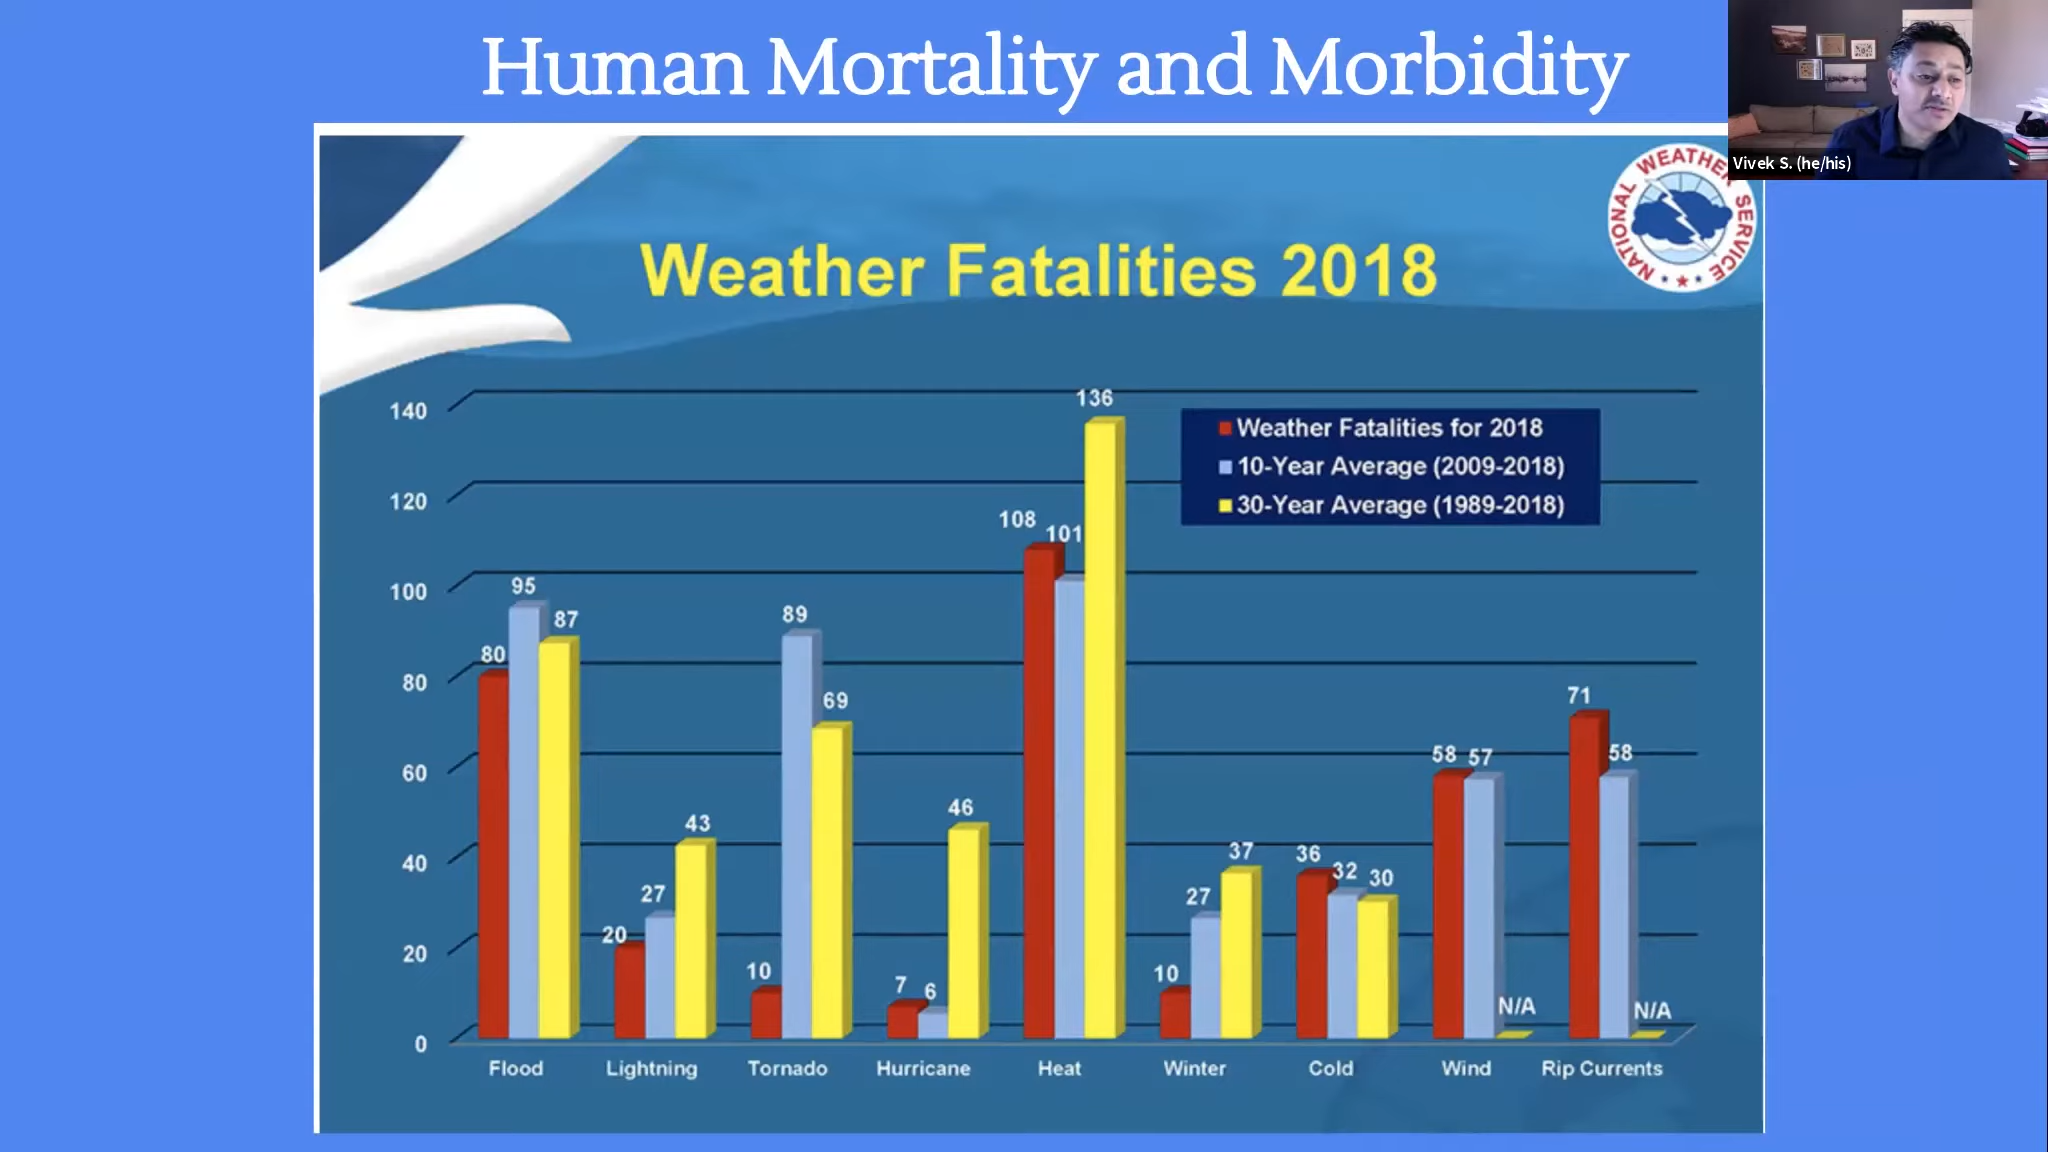 Human Mortality and Morbidity
Vivek S. (he/his)
NATIONAL WEATHER SERVICE
Weather Fatalities 2018
Weather Fatalities for 2018
10-Year Average (2009-2018)
30-Year Average (1989-2018)
140
120
100
80
60
40
20
0
80
95
87
20
27
43
10
89
69
7
6
46
108
101
136
10
27
37
36
32
30
58
57
N/A
71
58
N/A
Flood
Lightning
Tornado
Hurricane
Heat
Winter
Cold
Wind
Rip Currents